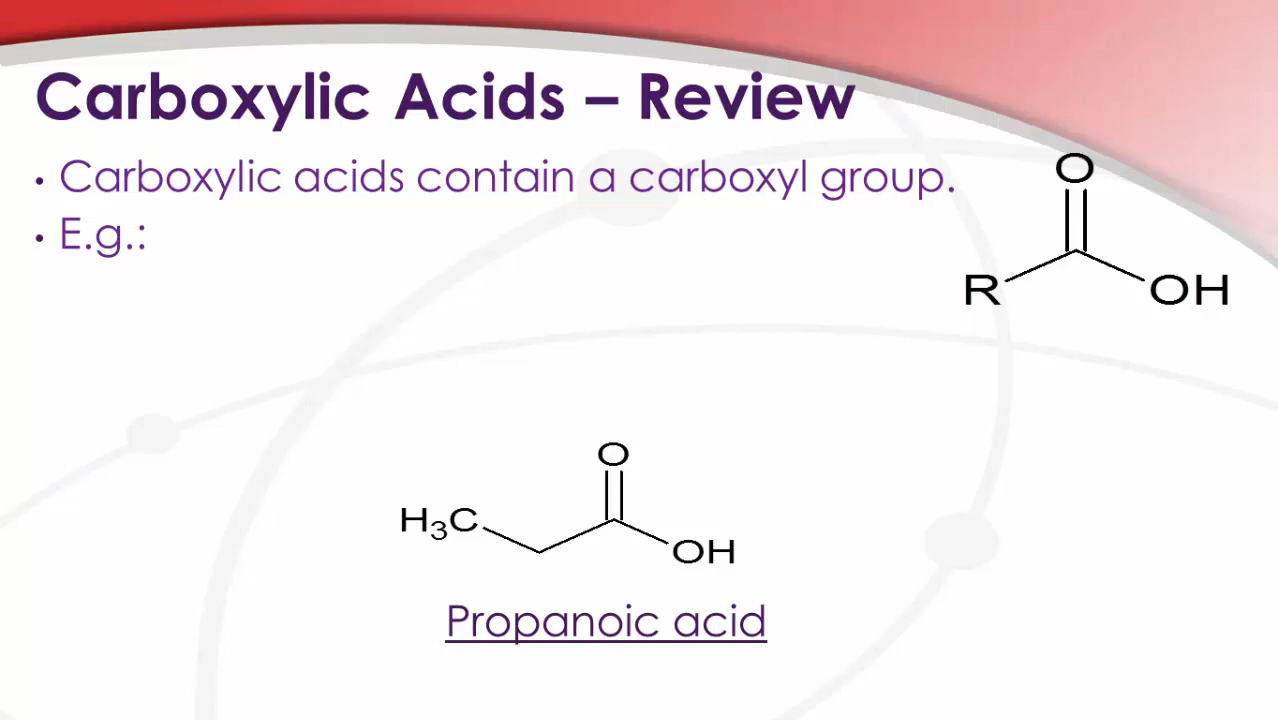 Carboxylic Acids – Review
• Carboxylic acids contain a carboxyl group.
• E.g.:
O
R
OH
O
H₃C
OH
Propanoic acid